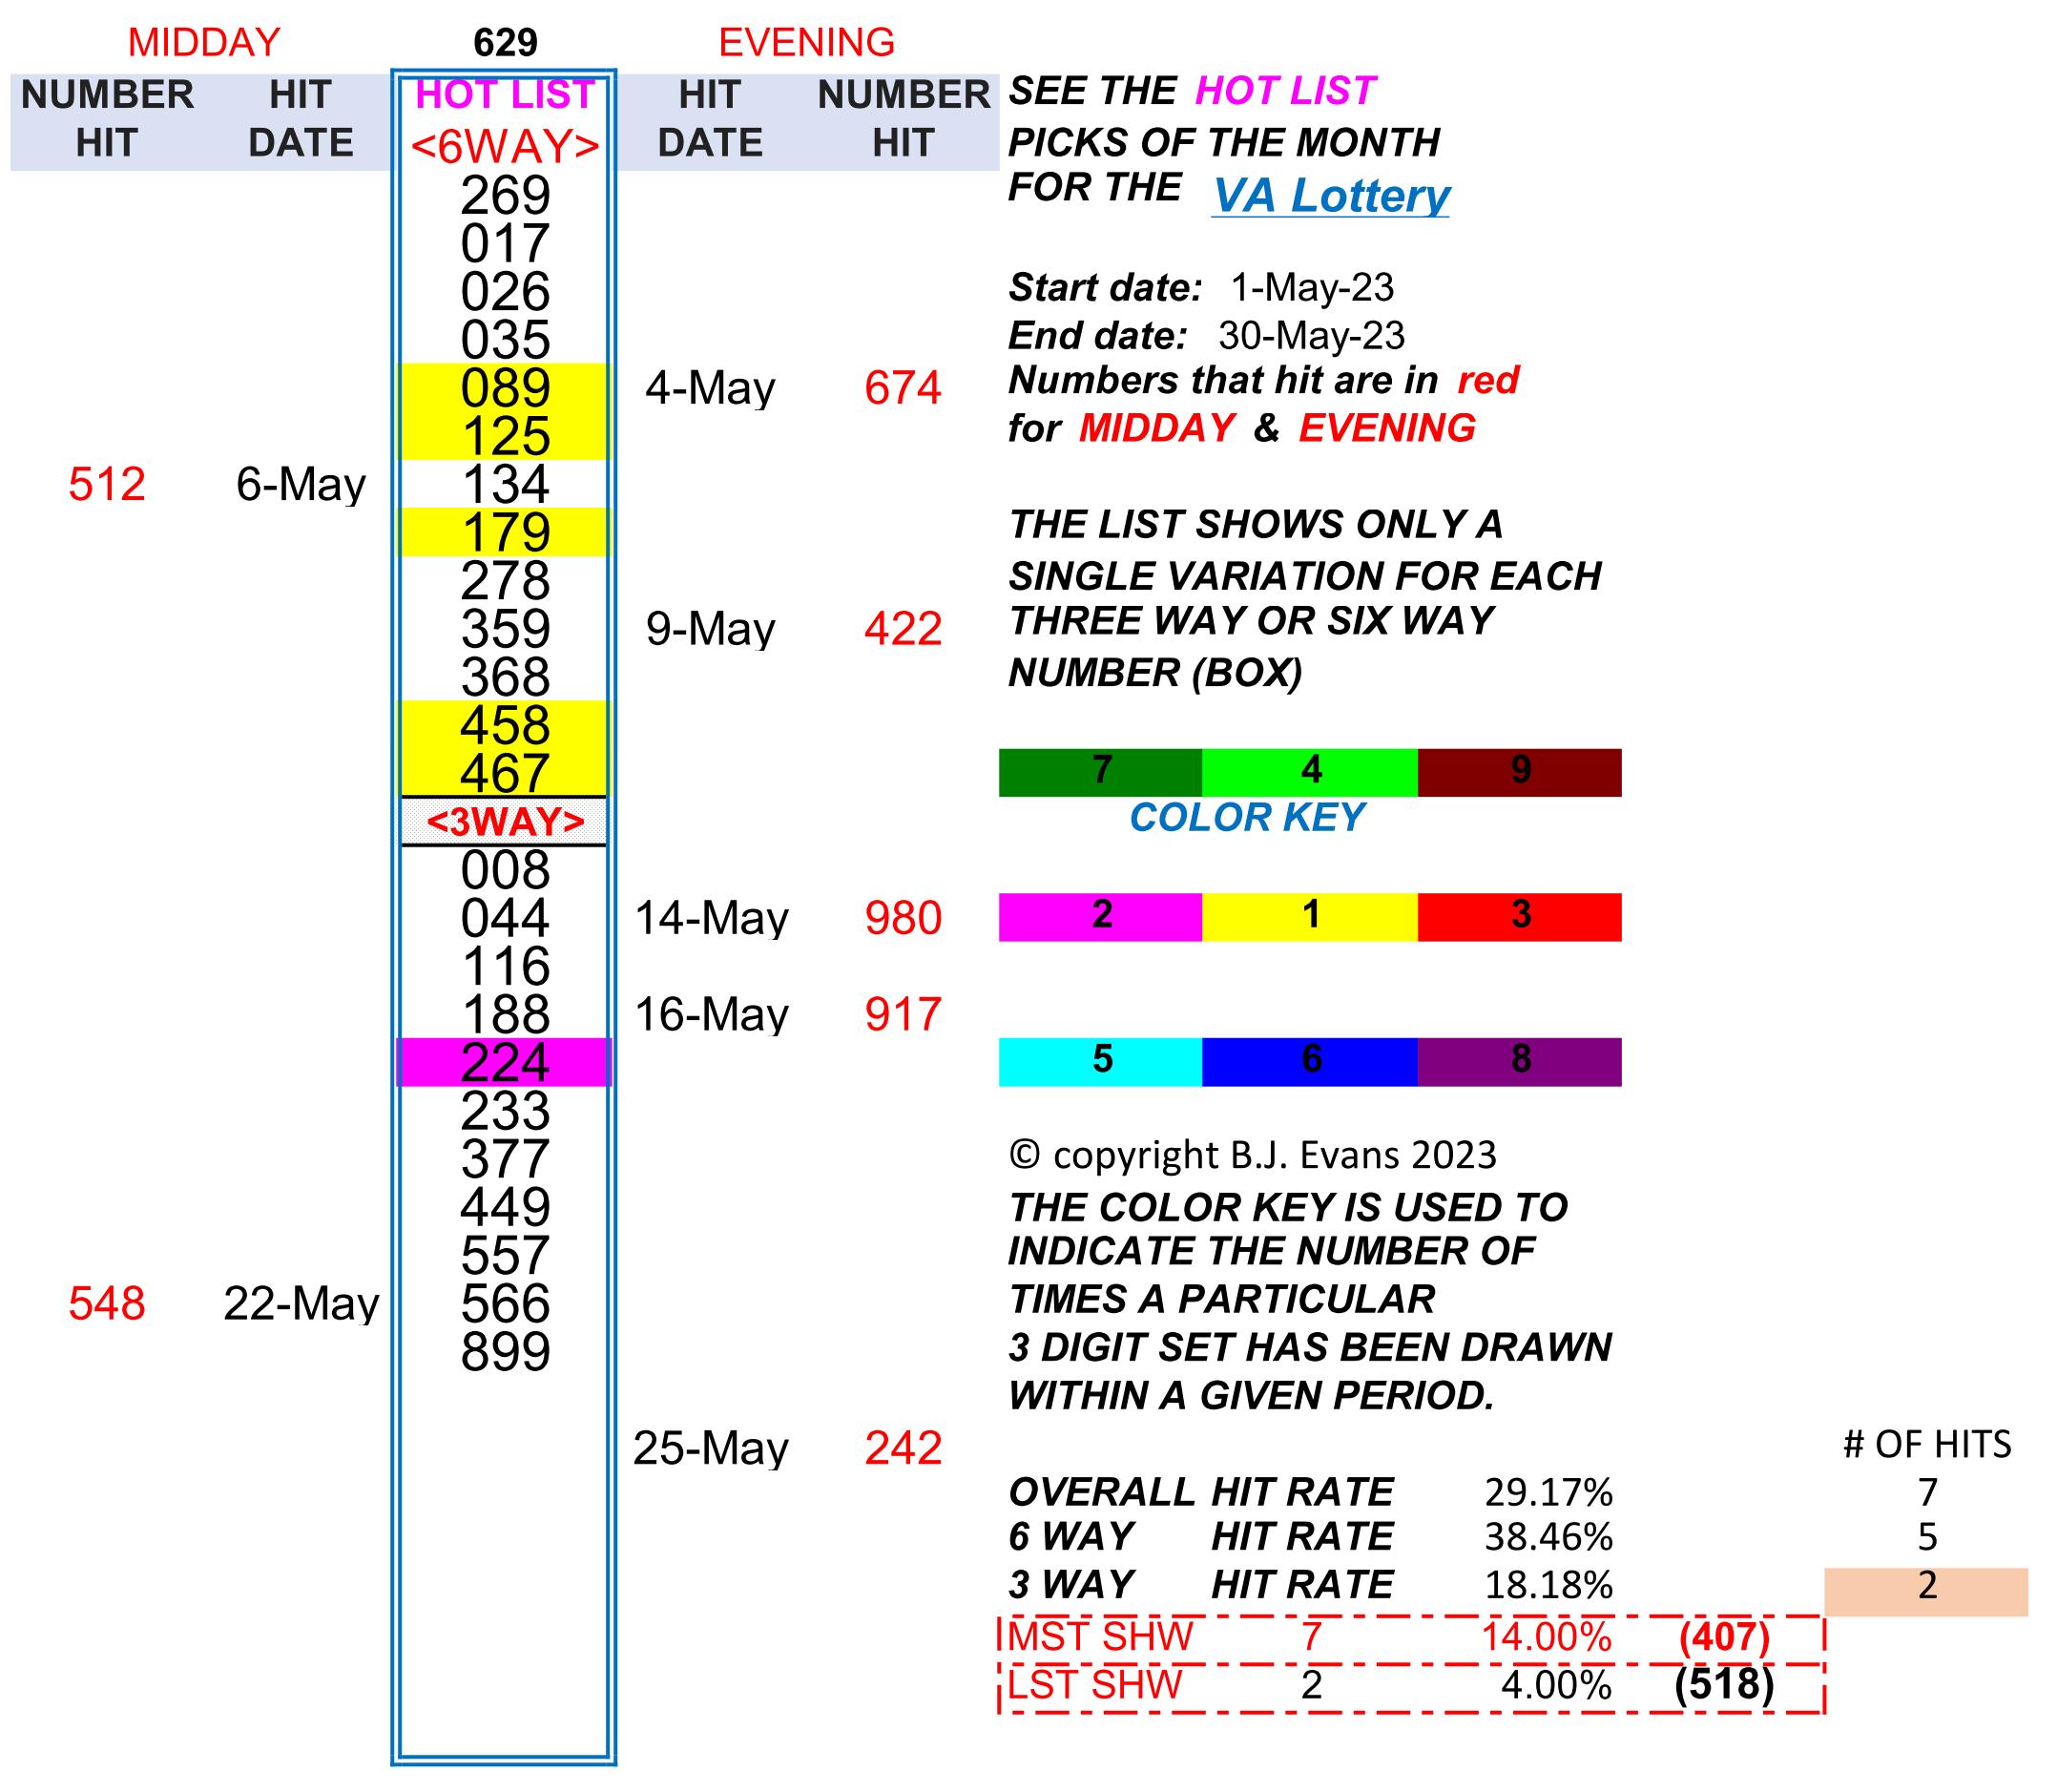 MIDDAY 629 EVENING
NUMBER HIT HOT LIST HIT NUMBER SEE THE HOT LIST
HIT DATE <6WAY> DATE HIT PICKS OF THE MONTH
269 FOR THE VA Lottery
017
026 Start date: 1-May-23
035 End date: 30-May-23
089 4-May 674 Numbers that hit are in red
125 for MIDDAY & EVENING
512 6-May 134
179 THE LIST SHOWS ONLY A
278 SINGLE VARIATION FOR EACH
359 9-May 422 THREE WAY OR SIX WAY
368 NUMBER (BOX)
458
467 7 4 9
<3WAY> COLOR KEY
008
044 14-May 980 2 1 3
116
188 16-May 917
224 5 6 8
233
377 © copyright B.J. Evans 2023
449 THE COLOR KEY IS USED TO
557 INDICATE THE NUMBER OF
548 22-May 566 TIMES A PARTICULAR
899 3 DIGIT SET HAS BEEN DRAWN
WITHIN A GIVEN PERIOD.
25-May 242 # OF HITS
OVERALL HIT RATE 29.17% 7
6 WAY HIT RATE 38.46% 5
3 WAY HIT RATE 18.18% 2
MST SHW 7 14.00% (407)
LST SHW 2 4.00% (518)